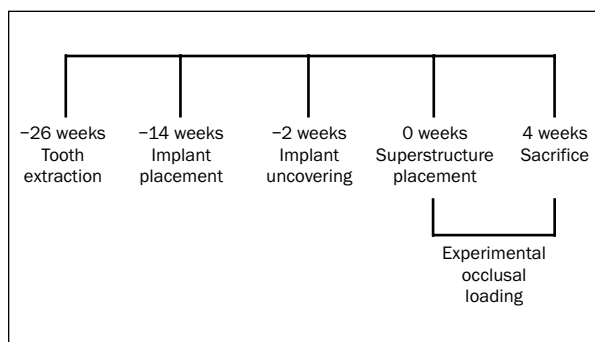 −26 weeks
Tooth
extraction
−14 weeks
Implant
placement
−2 weeks
Implant
uncovering
0 weeks
Superstructure
placement
4 weeks
Sacrifice
Experimental
occlusal
loading